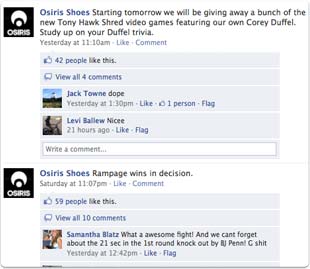 Osiris Shoes Starting tomorrow we will be giving away a bunch of the
new Tony Hawk Shred video games featuring our own Corey Duffel.
Study up on your Duffel trivia.
Yesterday at 11:10am · Like · Comment
42 people like this.
View all 4 comments
Jack Towne dope
Yesterday at 1:30pm · Like · 1 person · Flag
Levi Ballew Nicee
21 hours ago · Like · Flag
Write a comment...
OSIRIS
Osiris Shoes Rampage wins in decision.
Saturday at 11:07pm · Like · Comment
59 people like this.
View all 10 comments
Samantha Blatz What a awesome fight! And we cant forget
about the 21 sec in the 1st round knock out by BJ Penn! G shit
Yesterday at 12:42pm · Like · Flag
OSIRIS